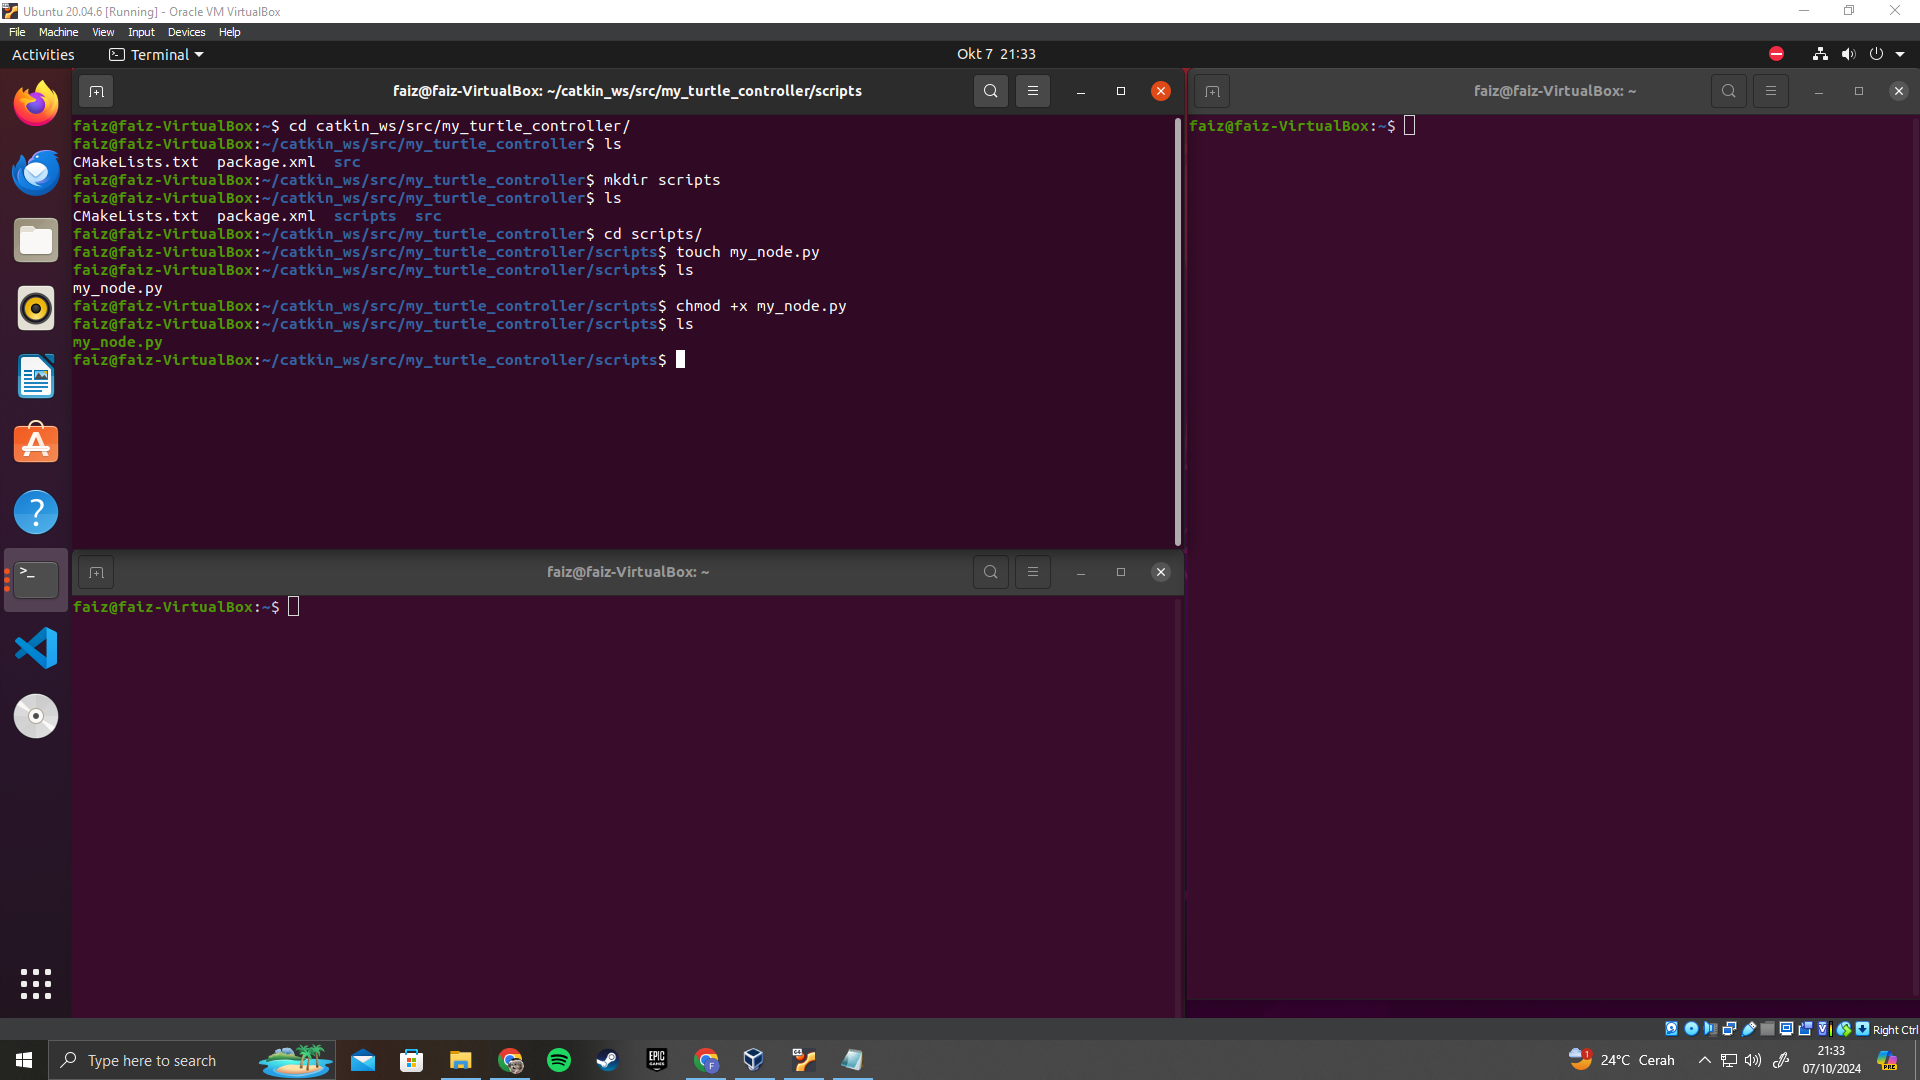 Ubuntu 20.04.6 [Running] - Oracle VM VirtualBox
File Machine View Input Devices Help
Activities Terminal Okt 7 21:33
faiz@faiz-VirtualBox: ~/catkin_ws/src/my_turtle_controller/scripts
faiz@faiz-VirtualBox:~$ cd catkin_ws/src/my_turtle_controller/
faiz@faiz-VirtualBox:~/catkin_ws/src/my_turtle_controller$ ls
CMakeLists.txt package.xml src
faiz@faiz-VirtualBox:~/catkin_ws/src/my_turtle_controller$ mkdir scripts
faiz@faiz-VirtualBox:~/catkin_ws/src/my_turtle_controller$ ls
CMakeLists.txt package.xml scripts src
faiz@faiz-VirtualBox:~/catkin_ws/src/my_turtle_controller$ cd scripts/
faiz@faiz-VirtualBox:~/catkin_ws/src/my_turtle_controller/scripts$ touch my_node.py
faiz@faiz-VirtualBox:~/catkin_ws/src/my_turtle_controller/scripts$ ls
my_node.py
faiz@faiz-VirtualBox:~/catkin_ws/src/my_turtle_controller/scripts$ chmod +x my_node.py
faiz@faiz-VirtualBox:~/catkin_ws/src/my_turtle_controller/scripts$ ls
my_node.py
faiz@faiz-VirtualBox:~/catkin_ws/src/my_turtle_controller/scripts$
faiz@faiz-VirtualBox: ~
faiz@faiz-VirtualBox:~$
faiz@faiz-VirtualBox: ~
faiz@faiz-VirtualBox:~$
Right Ctrl
Type here to search
EPIC GAMES
24°C Cerah
21:33
07/10/2024